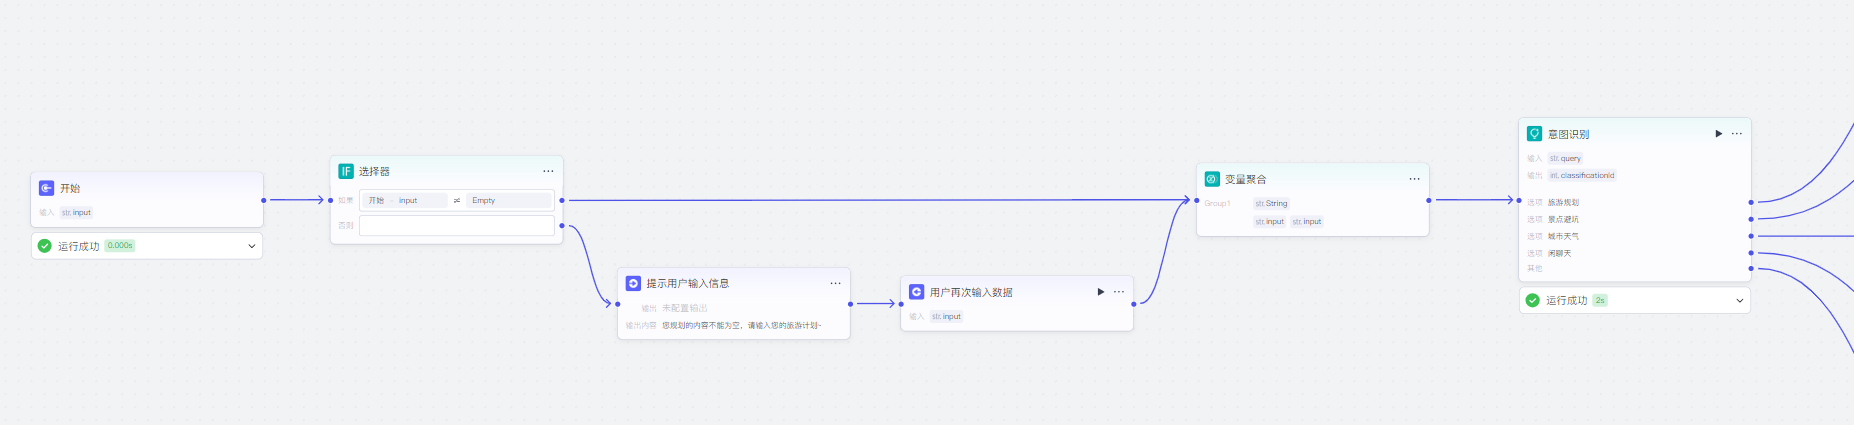 开始
输入 str. input
运行成功 0.000s
IF 选择器
如果 开始 - input ≠ Empty
否则
提示用户输入信息
输出 未配置输出
输出内容 您规划的内容不能为空，请输入您的旅游计划~
用户再次输入数据
输入 str. input
变量聚合
Group1 str. String
str. input str. input
意图识别
输入 str. query
输出 int. classificationId
选项 旅游规划
选项 景点避坑
选项 城市天气
选项 闲聊天
其他
运行成功 2s